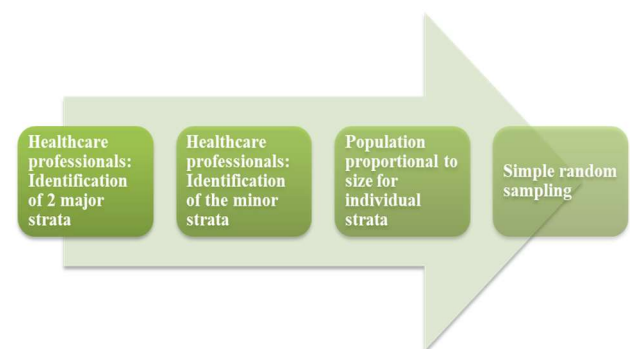 Healthcare
professionals:
Identification
of 2 major
strata
Healthcare
professionals:
Identification
of the minor
strata
Population
proportional to
size for
individual
strata
Simple random
sampling